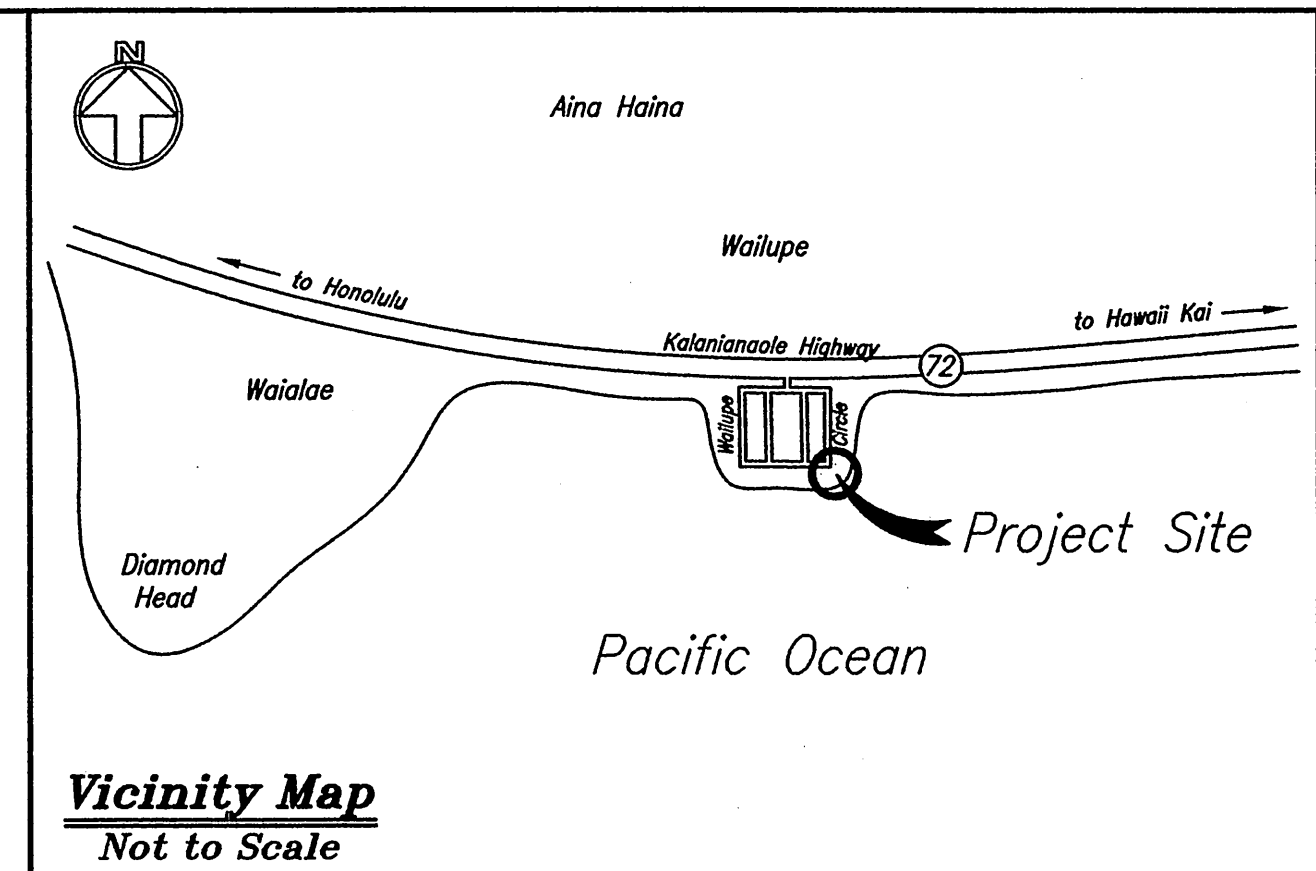 N
Aina Haina
Wailupe
to Honolulu
to Hawaii Kai
Kalanianaole Highway
72
Waialae
Wailupe
Circle
Project Site
Diamond
Head
Pacific Ocean
Vicinity Map
Not to Scale